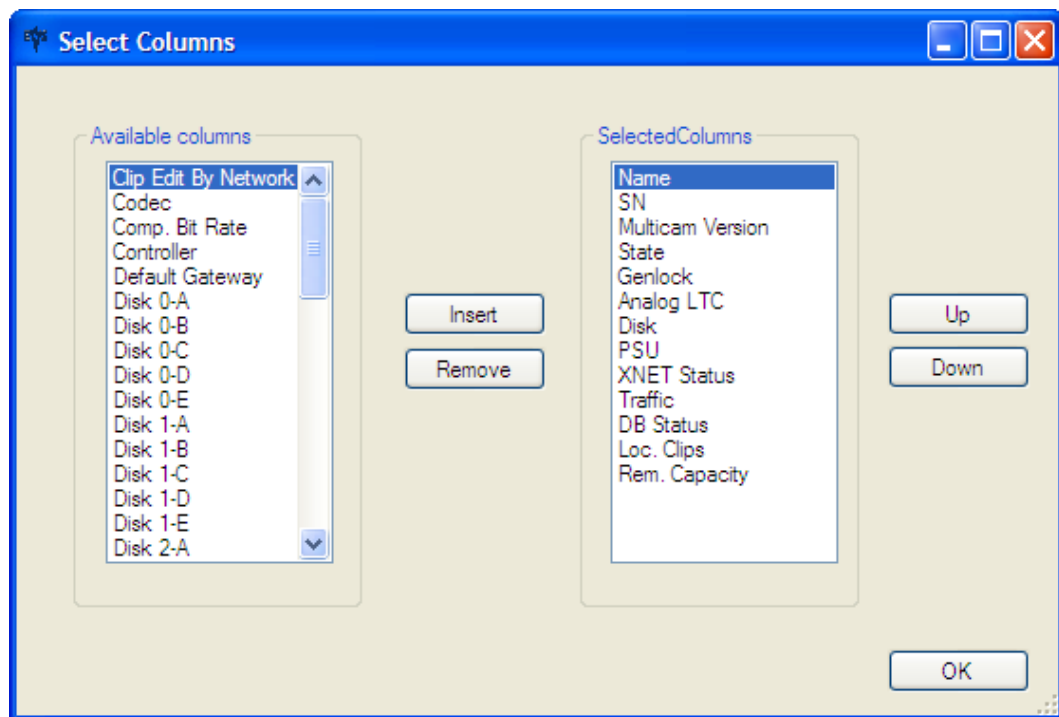 Select Columns
Available columns
Clip Edit By Network
Codec
Comp. Bit Rate
Controller
Default Gateway
Disk 0-A
Disk 0-B
Disk 0-C
Disk 0-D
Disk 0-E
Disk 1-A
Disk 1-B
Disk 1-C
Disk 1-D
Disk 1-E
Disk 2-A
Insert
Remove
SelectedColumns
Name
SN
Multicam Version
State
Genlock
Analog LTC
Disk
PSU
XNET Status
Traffic
DB Status
Loc. Clips
Rem. Capacity
Up
Down
OK